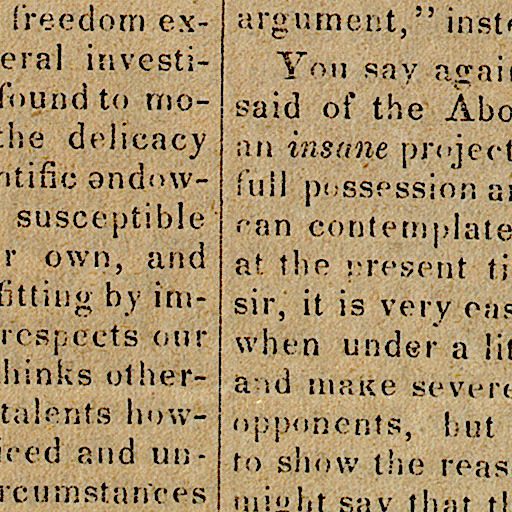 freedom ex-
eral investi-
found to mo-
the delicacy
ntific endow-
susceptible
r own, and
fitting by im-
respects our
hinks other-
talents how-
iced and un-
rcumstances
argument,” inste
You say again
said of the Abo
an insane project
full possession an
can contemplate
at the present ti
sir, it is very eas
when under a lit
and make severe
opponents, but
to show the reas
might say that th